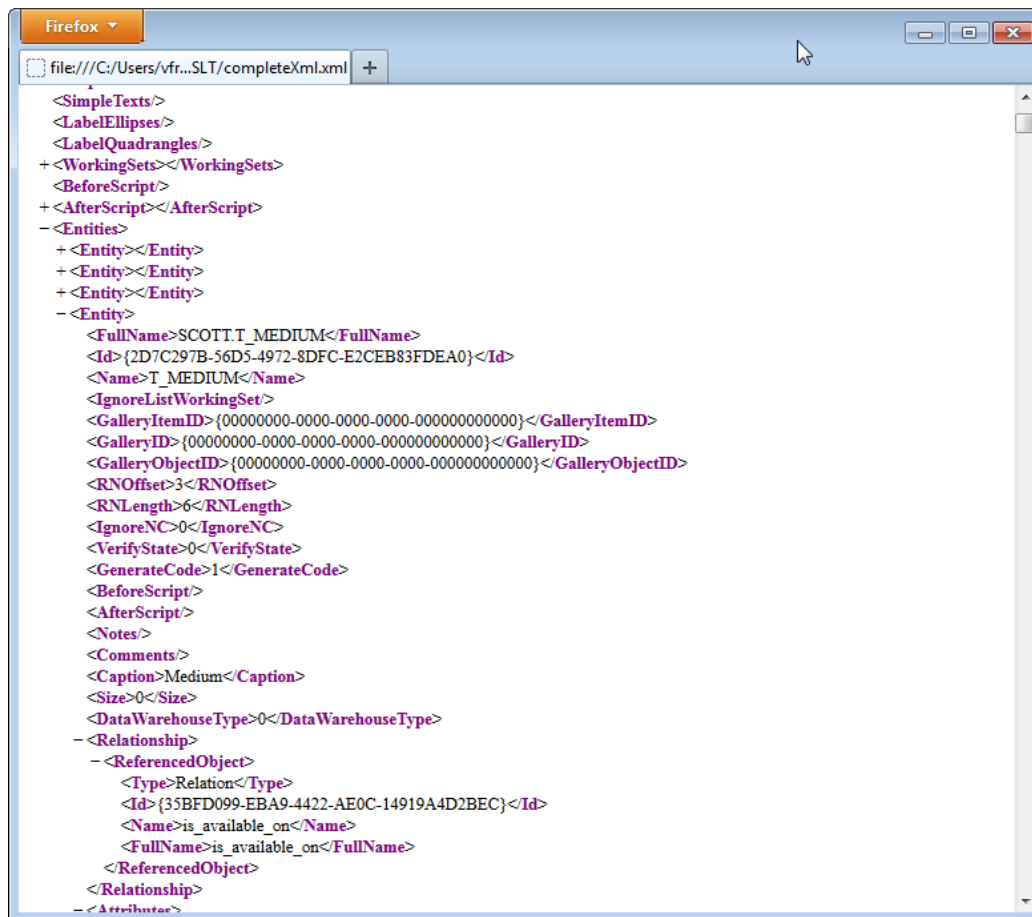 Firefox
file:///C:/Users/vfr...SLT/completeXml.xml +
<SimpleTexts/>
<LabelEllipses/>
<LabelQuadrangles/>
+<WorkingSets></WorkingSets>
<BeforeScript/>
+<AfterScript></AfterScript>
−<Entities>
+<Entity></Entity>
+<Entity></Entity>
+<Entity></Entity>
−<Entity>
<FullName>SCOTT.T_MEDIUM</FullName>
<Id>{2D7C297B-56D5-4972-8DFC-E2CEB83FDEA0}</Id>
<Name>T_MEDIUM</Name>
<IgnoreListWorkingSet/>
<GalleryItemID>{00000000-0000-0000-0000-000000000000}</GalleryItemID>
<GalleryID>{00000000-0000-0000-0000-000000000000}</GalleryID>
<GalleryObjectID>{00000000-0000-0000-0000-000000000000}</GalleryObjectID>
<RNOffset>3</RNOffset>
<RNLength>6</RNLength>
<IgnoreNC>0</IgnoreNC>
<VerifyState>0</VerifyState>
<GenerateCode>1</GenerateCode>
<BeforeScript/>
<AfterScript/>
<Notes/>
<Comments/>
<Caption>Medium</Caption>
<Size>0</Size>
<DataWarehouseType>0</DataWarehouseType>
−<Relationship>
−<ReferencedObject>
<Type>Relation</Type>
<Id>{35BFD099-EBA9-4422-AE0C-14919A4D2BEC}</Id>
<Name>is_available_on</Name>
<FullName>is_available_on</FullName>
</ReferencedObject>
</Relationship>
−<Attributes>